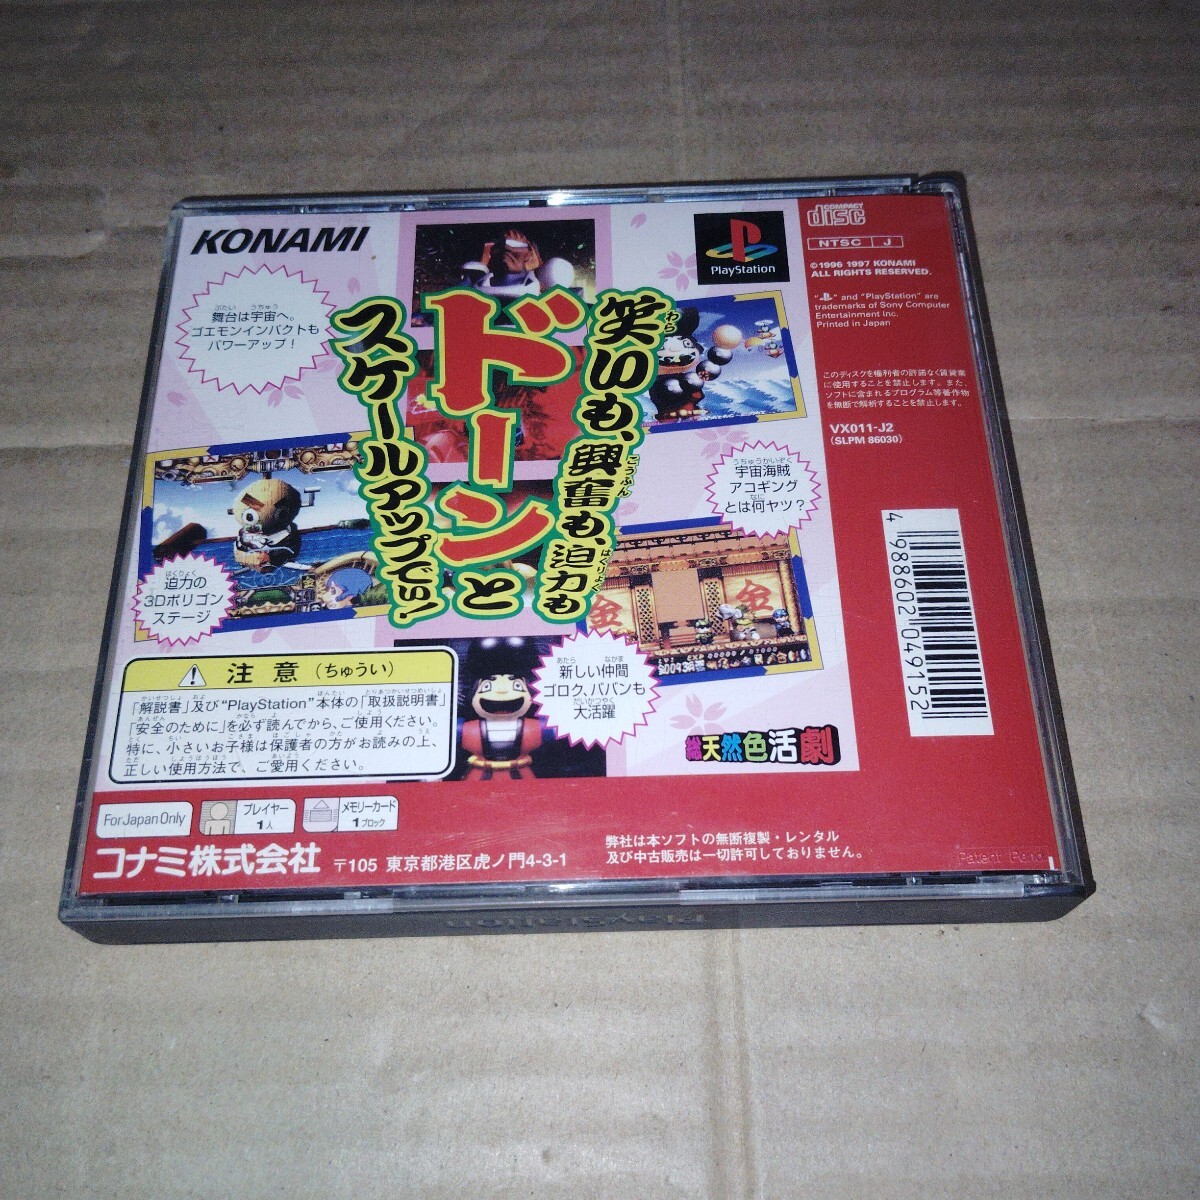 KONAMI
舞台は宇宙へ。
ゴエモンインパクトも
パワーアップ!
笑いも、興奮も、迫力も
ドーンと
スケールアップでぃ!
PlayStation
COMPACT
disc
NTSC J
©1996 1997 KONAMI
ALL RIGHTS RESERVED.
" " and "PlayStation" are
trademarks of Sony Computer
Entertainment Inc.
Printed in Japan
このディスクを権利者の許諾なく賃貸業
に使用することを禁止します。また、
ソフトに含まれるプログラム等著作物
を無断で解析することを禁止します。
VX011-J2
(SLPM 86030)
宇宙海賊
アコギング
とは何ヤツ?
迫力の
3Dポリゴン
ステージ
新しい仲間
ゴロク、ババンも
大活躍
4 988602 049152
総天然色活劇
注意(ちゅうい)
「解説書」及び"PlayStation"本体の「取扱説明書」
「安全のために」を必ず読んでから、ご使用ください。
特に、小さいお子様は保護者の方がお読みの上、
正しい使用方法で、ご愛用ください。
For Japan Only
プレイヤー
1人
メモリーカード
1ブロック
コナミ株式会社 〒105 東京都港区虎ノ門4-3-1
弊社は本ソフトの無断複製・レンタル
及び中古販売は一切許可しておりません。
Patent Pend
PlayStation